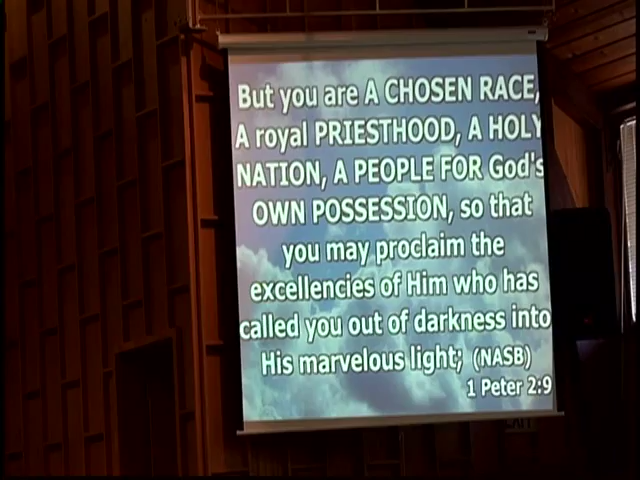 But you are A CHOSEN RACE,
A royal PRIESTHOOD, A HOLY
NATION, A PEOPLE FOR God's
OWN POSSESSION, so that
you may proclaim the
excellencies of Him who has
called you out of darkness into
His marvelous light; (NASB)
1 Peter 2:9
EXIT